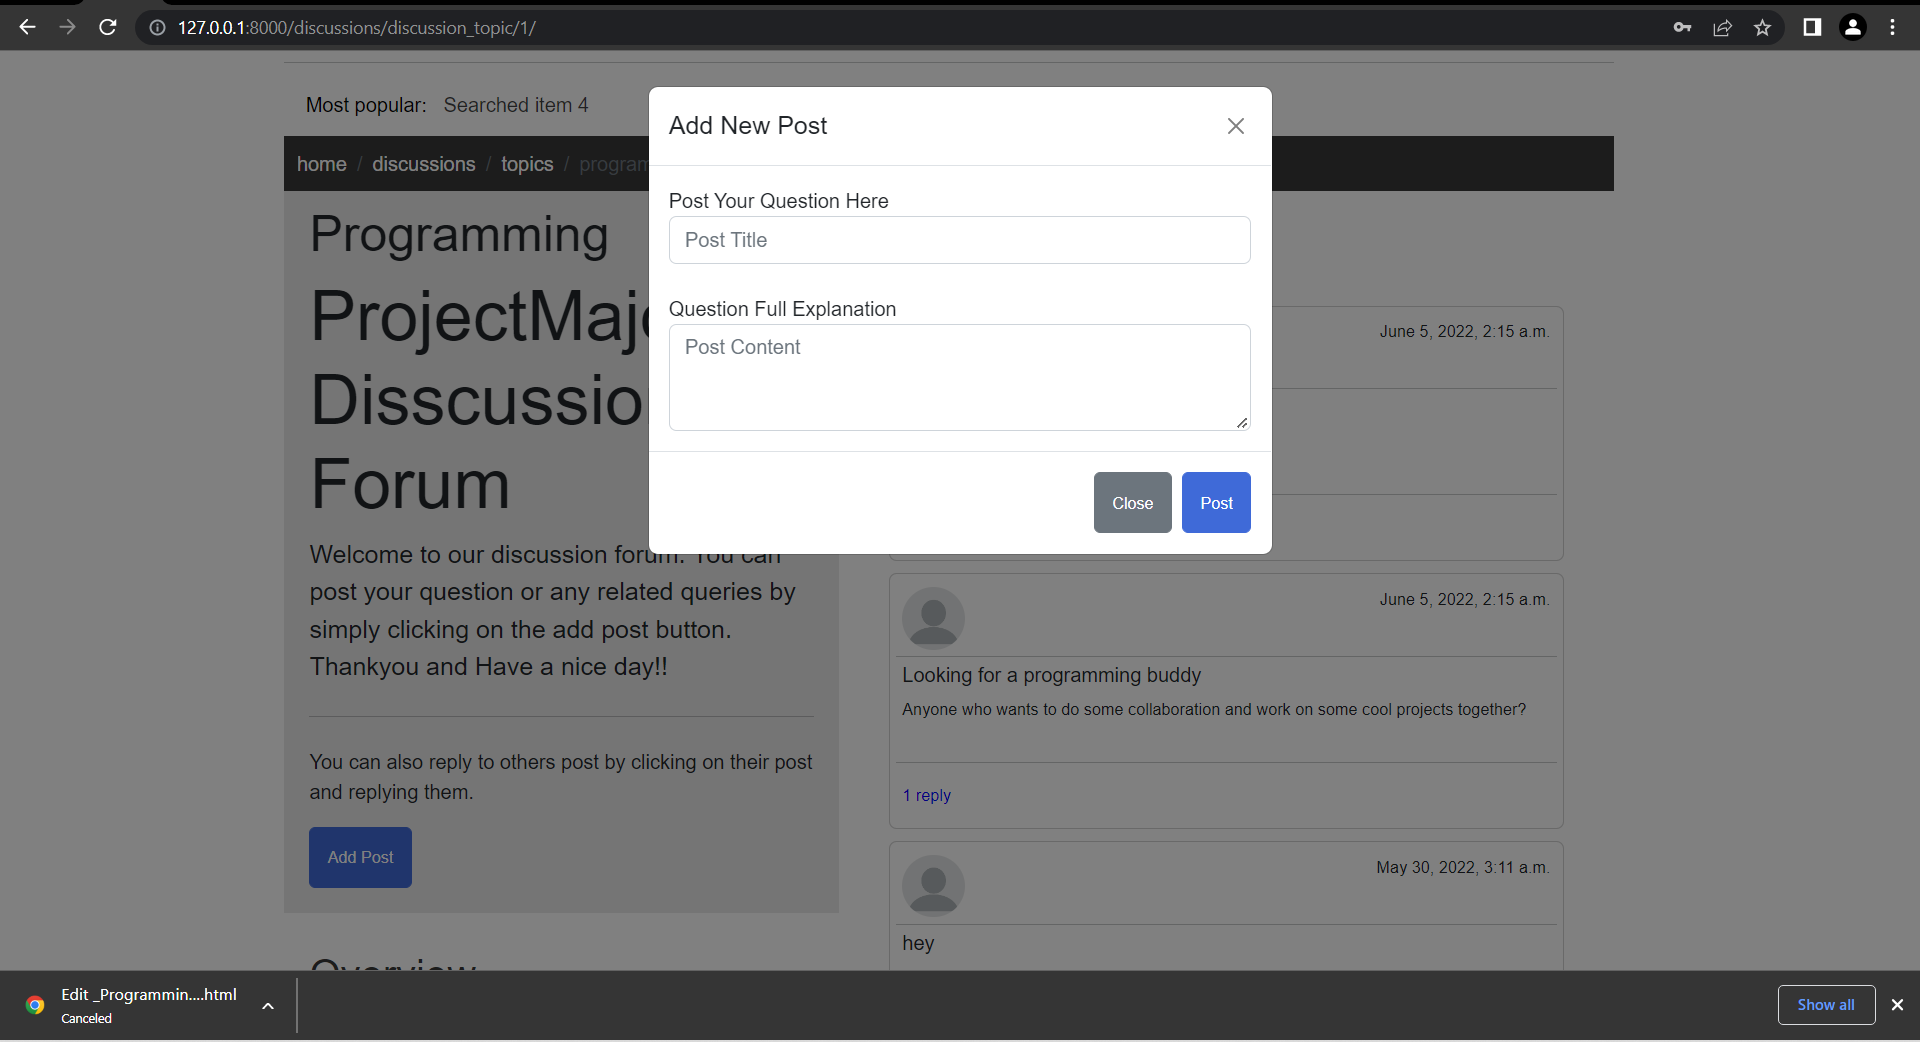 127.0.0.1:8000/discussions/discussion_topic/1/
Most popular: Searched item 4
home / discussions / topics / program
Add New Post
Post Your Question Here
Post Title
Question Full Explanation
Post Content
Close Post
Programming
ProjectMajo
Disscussio
Forum
Welcome to our discussion forum. You can
post your question or any related queries by
simply clicking on the add post button.
Thankyou and Have a nice day!!
You can also reply to others post by clicking on their post
and replying them.
Add Post
Overview
June 5, 2022, 2:15 a.m.
June 5, 2022, 2:15 a.m.
Looking for a programming buddy
Anyone who wants to do some collaboration and work on some cool projects together?
1 reply
May 30, 2022, 3:11 a.m.
hey
Edit _Programmin....html
Canceled
Show all